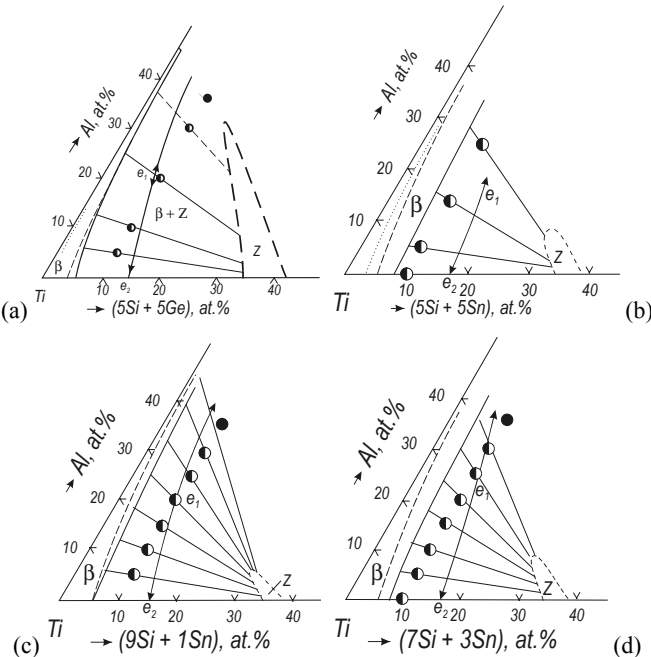 Al, at.%
40
30
20
10
e₁
β + Z
Z
β
e₂
Ti
10 20 30 40
(a)
→ (5Si + 5Ge), at.%
Al, at.%
40
30
20
10
e₁
β
Z
e₂
Ti
10 20 30 40
→ (5Si + 5Sn), at.%
(b)
Al, at.%
40
30
20
10
e₁
β
Z
e₂
Ti
10 20 30 40
(c)
→ (9Si + 1Sn), at.%
Al, at.%
40
30
20
10
e₁
β
Z
e₂
Ti
10 20 30 40
(d)
→ (7Si + 3Sn), at.%